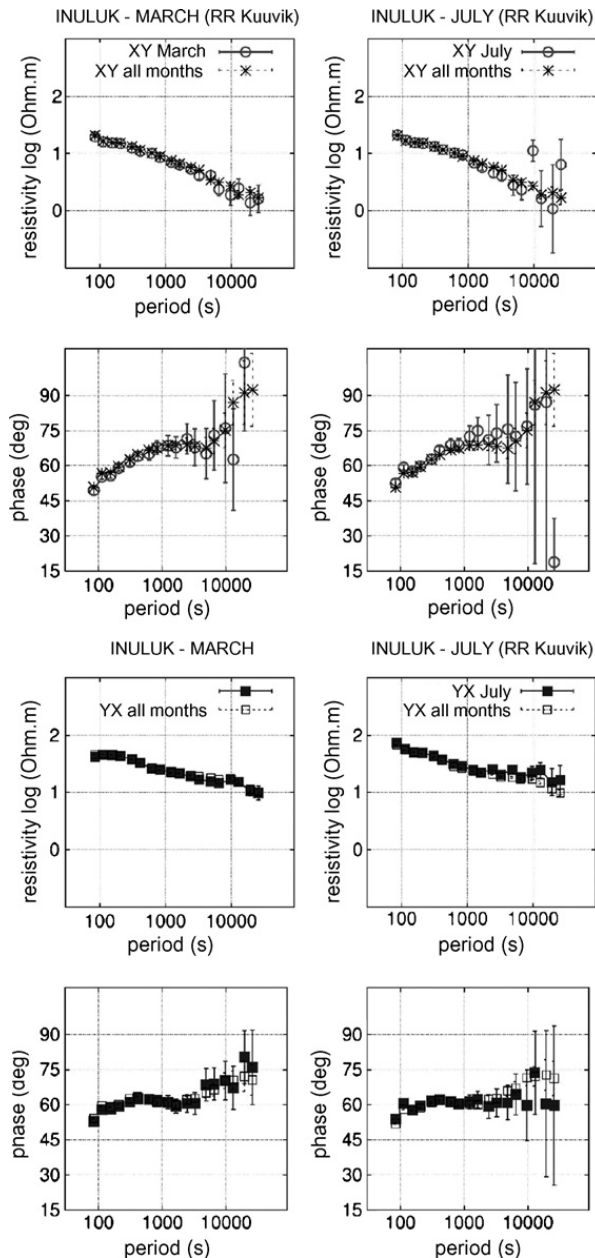 INULUK - MARCH (RR Kuuvik)
INULUK - JULY (RR Kuuvik)
XY March
XY all months
resistivity log (Ohm.m)
2
1
0
100
1000
10000
period (s)
XY July
XY all months
resistivity log (Ohm.m)
2
1
0
100
1000
10000
period (s)
phase (deg)
90
75
60
45
30
15
100
1000
10000
period (s)
phase (deg)
90
75
60
45
30
15
100
1000
10000
period (s)
INULUK - MARCH
INULUK - JULY (RR Kuuvik)
YX March
YX all months
resistivity log (Ohm.m)
2
1
0
100
1000
10000
period (s)
YX July
YX all months
resistivity log (Ohm.m)
2
1
0
100
1000
10000
period (s)
phase (deg)
90
75
60
45
30
15
100
1000
10000
period (s)
phase (deg)
90
75
60
45
30
15
100
1000
10000
period (s)